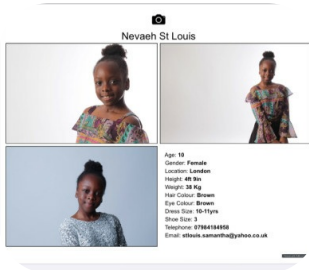 Nevaeh St Louis
Age: 10
Gender: Female
Location: London
Height: 4ft 9in
Weight: 38 Kg
Hair Colour: Brown
Eye Colour: Brown
Dress Size: 10-11yrs
Shoe Size: 3
Telephone: 07984184958
Email: stlouis.samantha@yahoo.co.uk